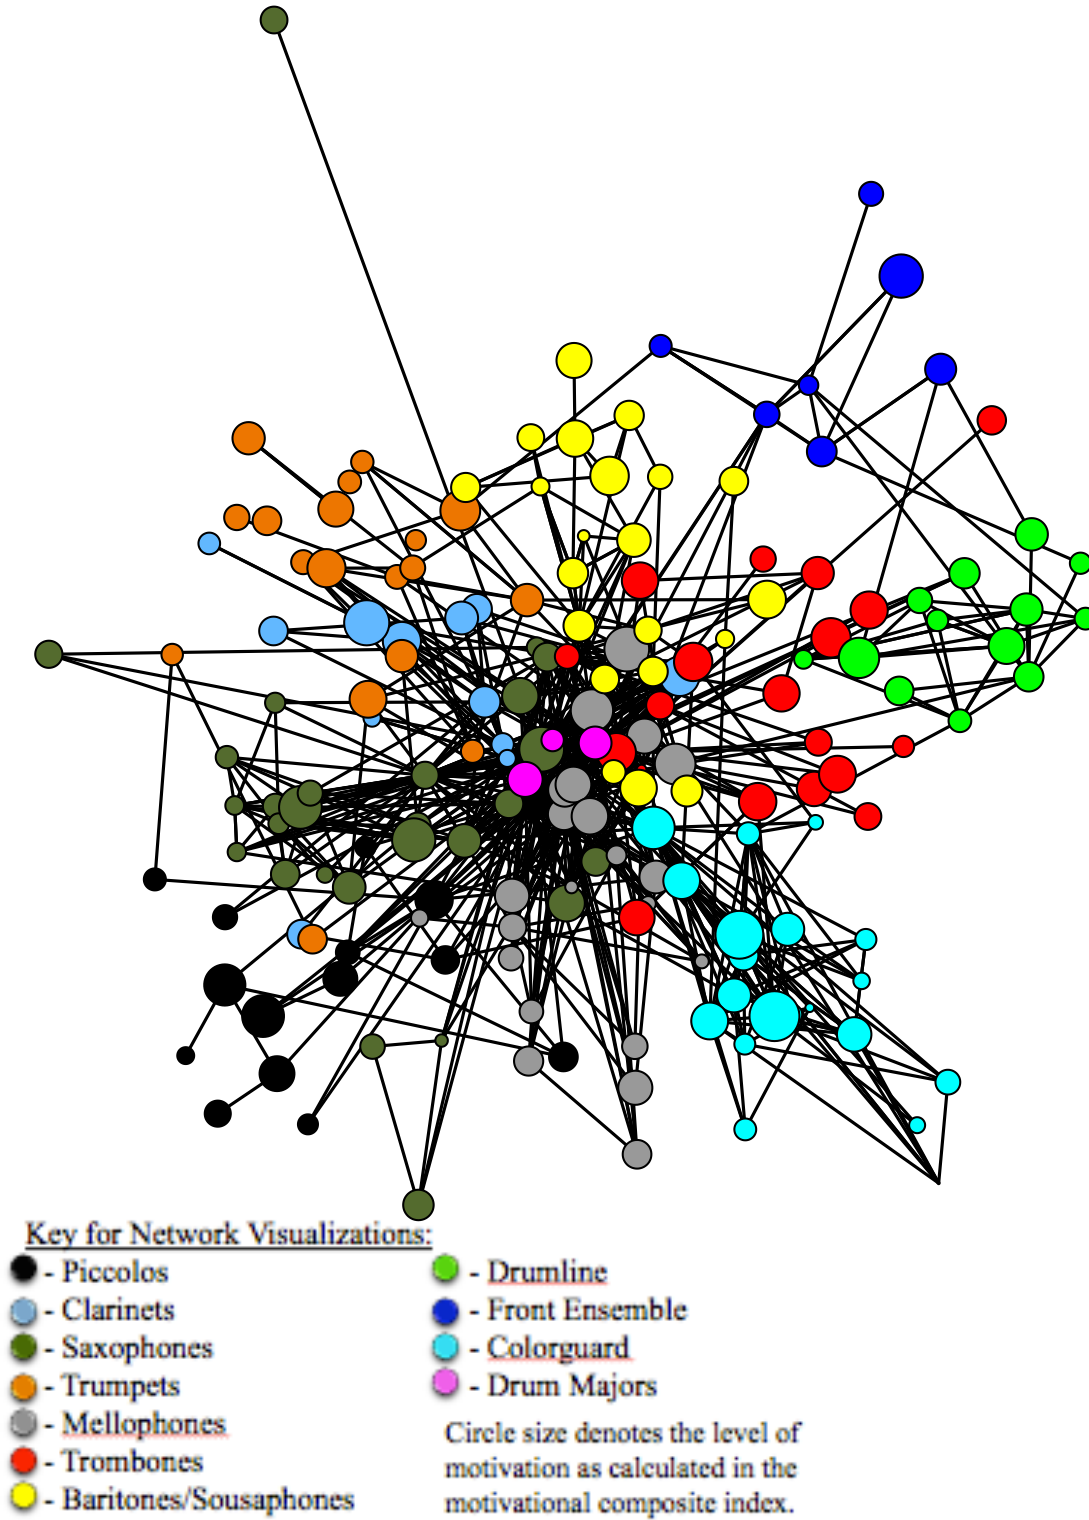 Key for Network Visualizations:
- Piccolos
- Clarinets
- Saxophones
- Trumpets
- Mellophones
- Trombones
- Baritones/Sousaphones
- Drumline
- Front Ensemble
- Colorguard
- Drum Majors
Circle size denotes the level of
motivation as calculated in the
motivational composite index.